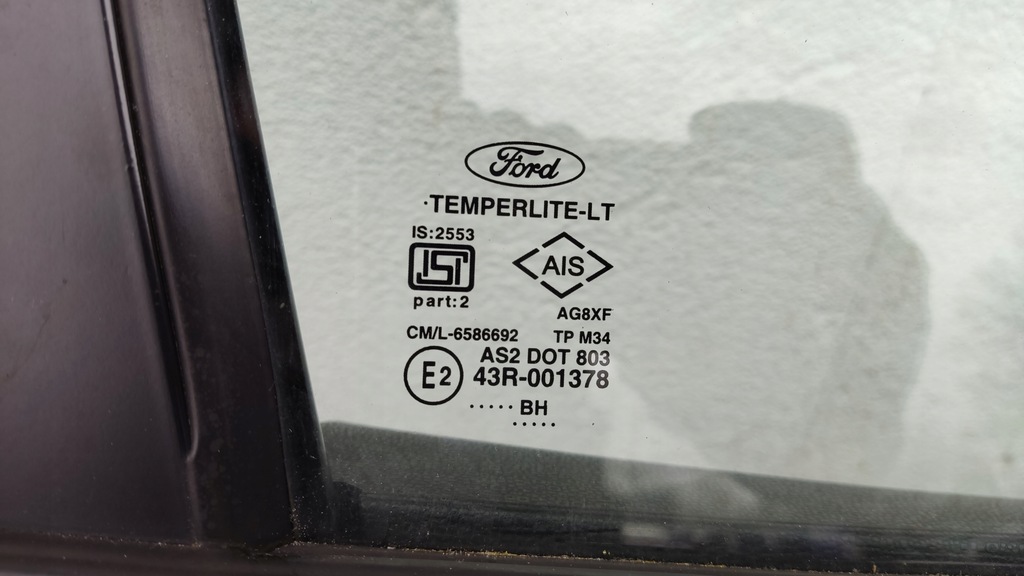 Ford
TEMPERLITE-LT
IS:2553
ISI
AIS
part:2
AG8XF
CM/L-6586692 TP M34
AS2 DOT 803
E2 43R-001378
..... BH
.....